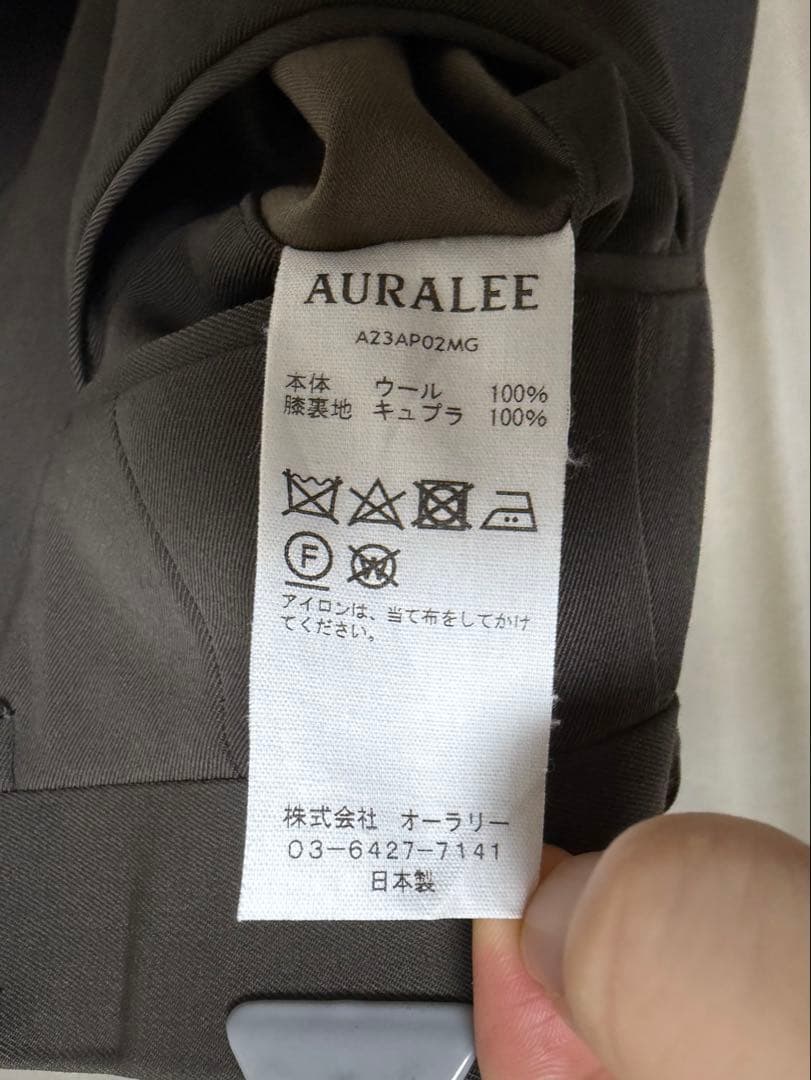 AURALEE
A23AP02MG
本体 ウール 100%
膝裏地 キュプラ 100%
F W
アイロンは、当て布をしてかけ
てください。
株式会社 オーラリー
03-6427-7141
日本製